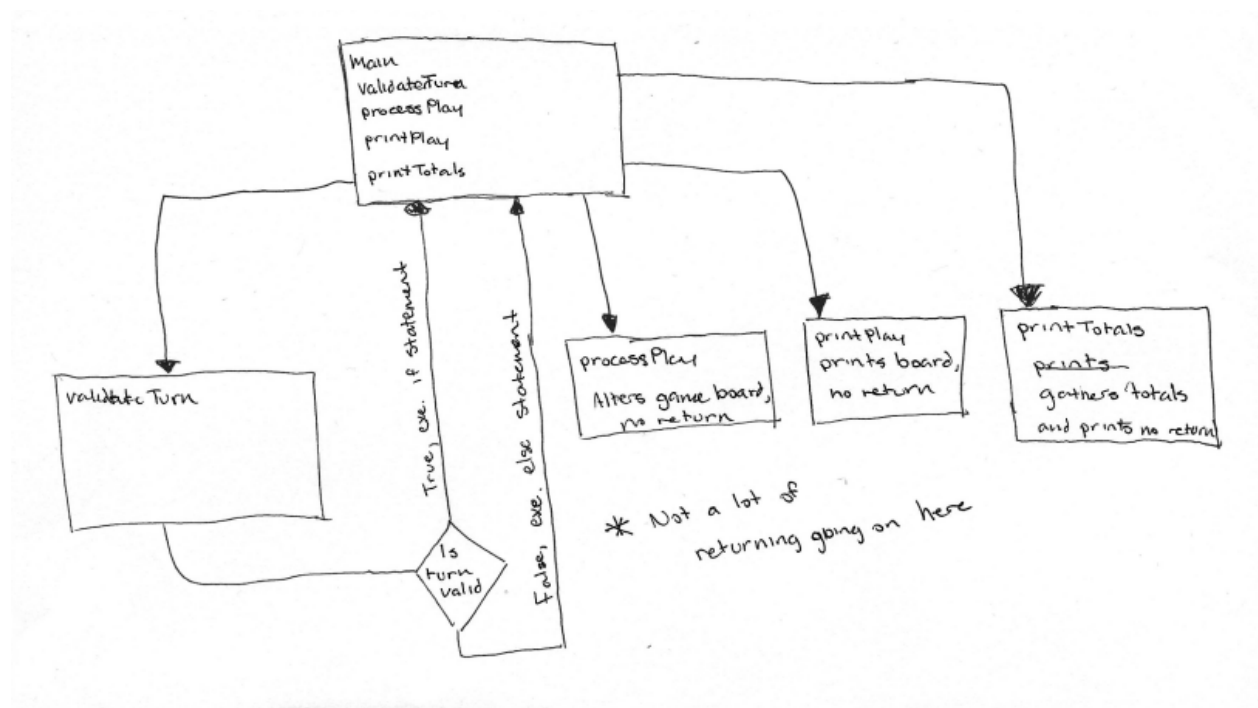 Main
validateTurn
processPlay
printPlay
printTotals
True, exe. if statement
False, exe. else statement
validateTurn
Is
turn
valid
processPlay
Alters game board,
no return
printPlay
prints board,
no return
printTotals
prints
gathers totals
and prints no return
* Not a lot of
returning going on here